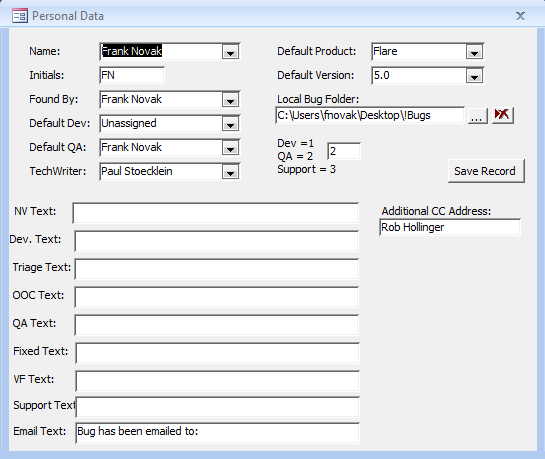 Personal Data
Name: Frank Novak
Initials: FN
Found By: Frank Novak
Default Dev: Unassigned
Default QA: Frank Novak
TechWriter: Paul Stoecklein
Default Product: Flare
Default Version: 5.0
Local Bug Folder:
C:\Users\fnovak\Desktop\!Bugs ...
Dev =1
QA = 2
Support = 3
2
Save Record
NV Text:
Dev. Text:
Triage Text:
OOC Text:
QA Text:
Fixed Text:
VF Text:
Support Text
Email Text: Bug has been emailed to:
Additional CC Address:
Rob Hollinger